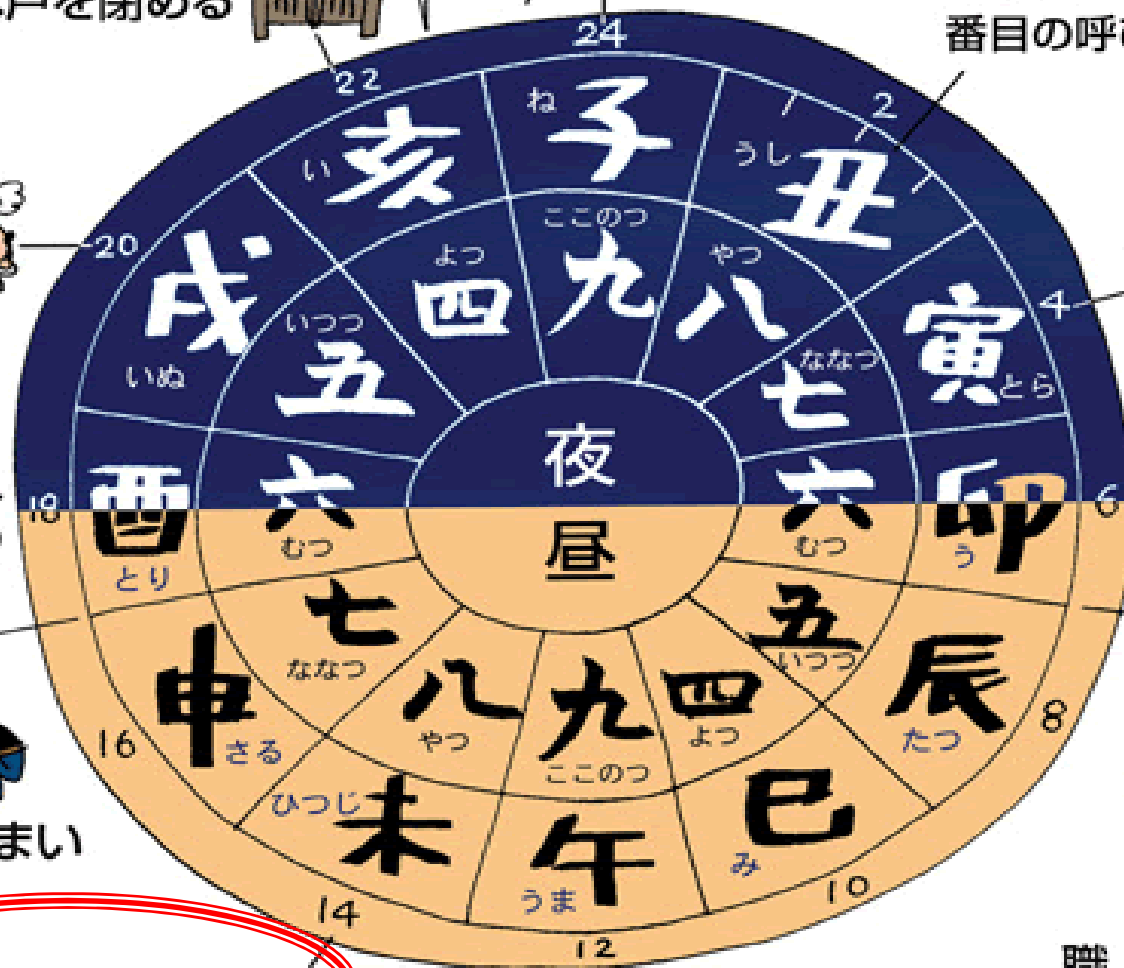 戸を閉める
番目の呼
24
22
2
20
4
18
6
16
8
14
10
12
ね
子
うし
丑
い
亥
戌
いぬ
寅
とら
酉
とり
卯
う
申
さる
辰
たつ
ひつじ
未
午
うま
巳
み
ここのつ
九
よつ
四
やつ
八
いつつ
五
ななつ
七
六
むつ
六
むつ
七
ななつ
五
いつつ
八
やつ
四
よつ
九
ここのつ
夜
昼
まい
職